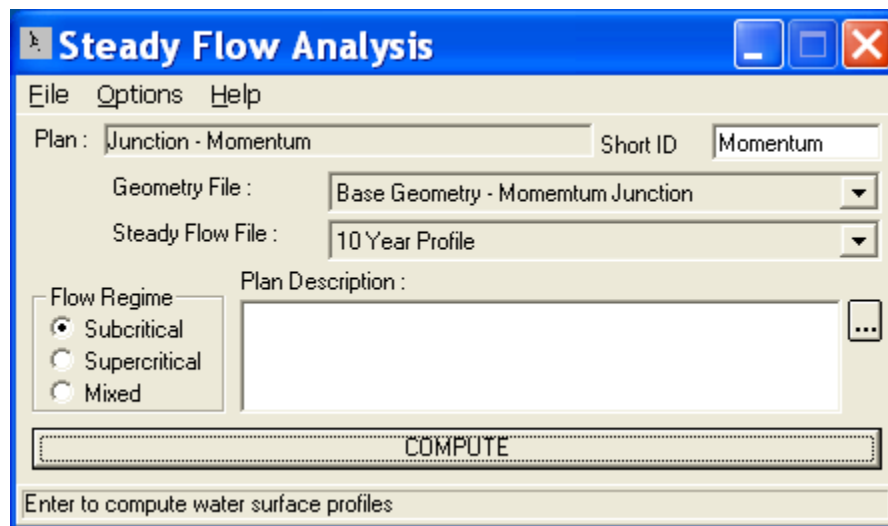 Steady Flow Analysis
File Options Help
Plan : Junction - Momentum Short ID Momentum
Geometry File : Base Geometry - Momemtum Junction
Steady Flow File : 10 Year Profile
Plan Description :
Flow Regime
Subcritical
...
Supercritical
Mixed
COMPUTE
Enter to compute water surface profiles